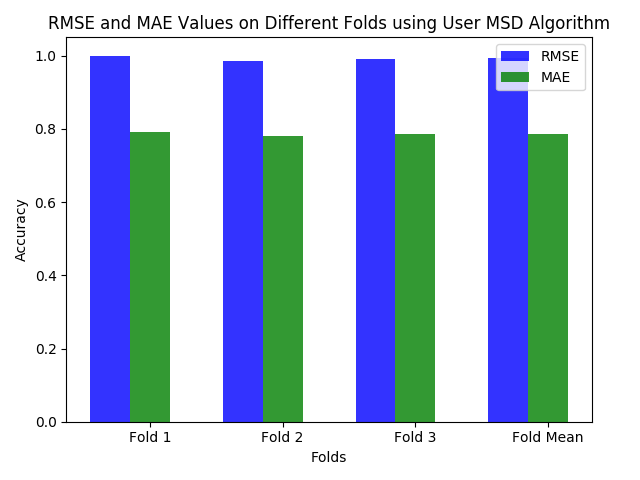 RMSE and MAE Values on Different Folds using User MSD Algorithm
RMSE
MAE
Accuracy
1.0
0.8
0.6
0.4
0.2
0.0
Fold 1 Fold 2 Fold 3 Fold Mean
Folds